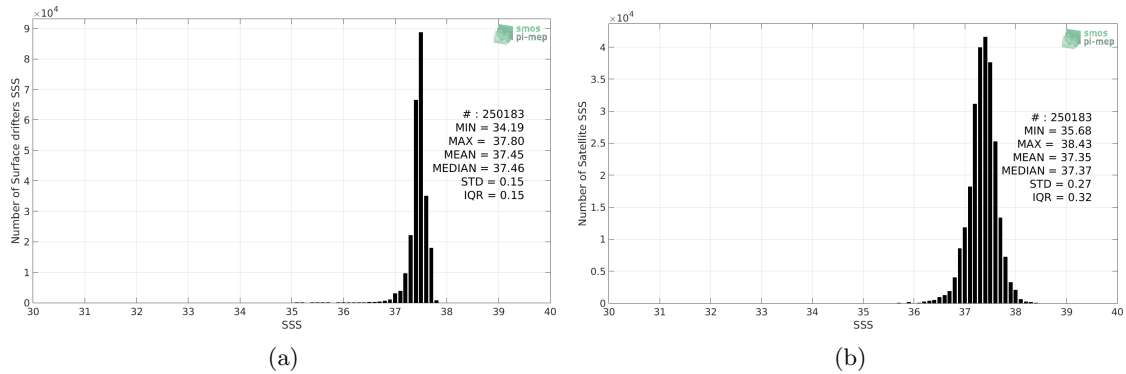 ×10⁴
9
8
7
6
5
4
3
2
1
0
Number of Surface drifters SSS
30 31 32 33 34 35 36 37 38 39 40
SSS
smos
pi-mep
# : 250183
MIN = 34.19
MAX = 37.80
MEAN = 37.45
MEDIAN = 37.46
STD = 0.15
IQR = 0.15
(a)
×10⁴
4
3.5
3
2.5
2
1.5
1
0.5
0
Number of Satellite SSS
30 31 32 33 34 35 36 37 38 39 40
SSS
smos
pi-mep
# : 250183
MIN = 35.68
MAX = 38.43
MEAN = 37.35
MEDIAN = 37.37
STD = 0.27
IQR = 0.32
(b)